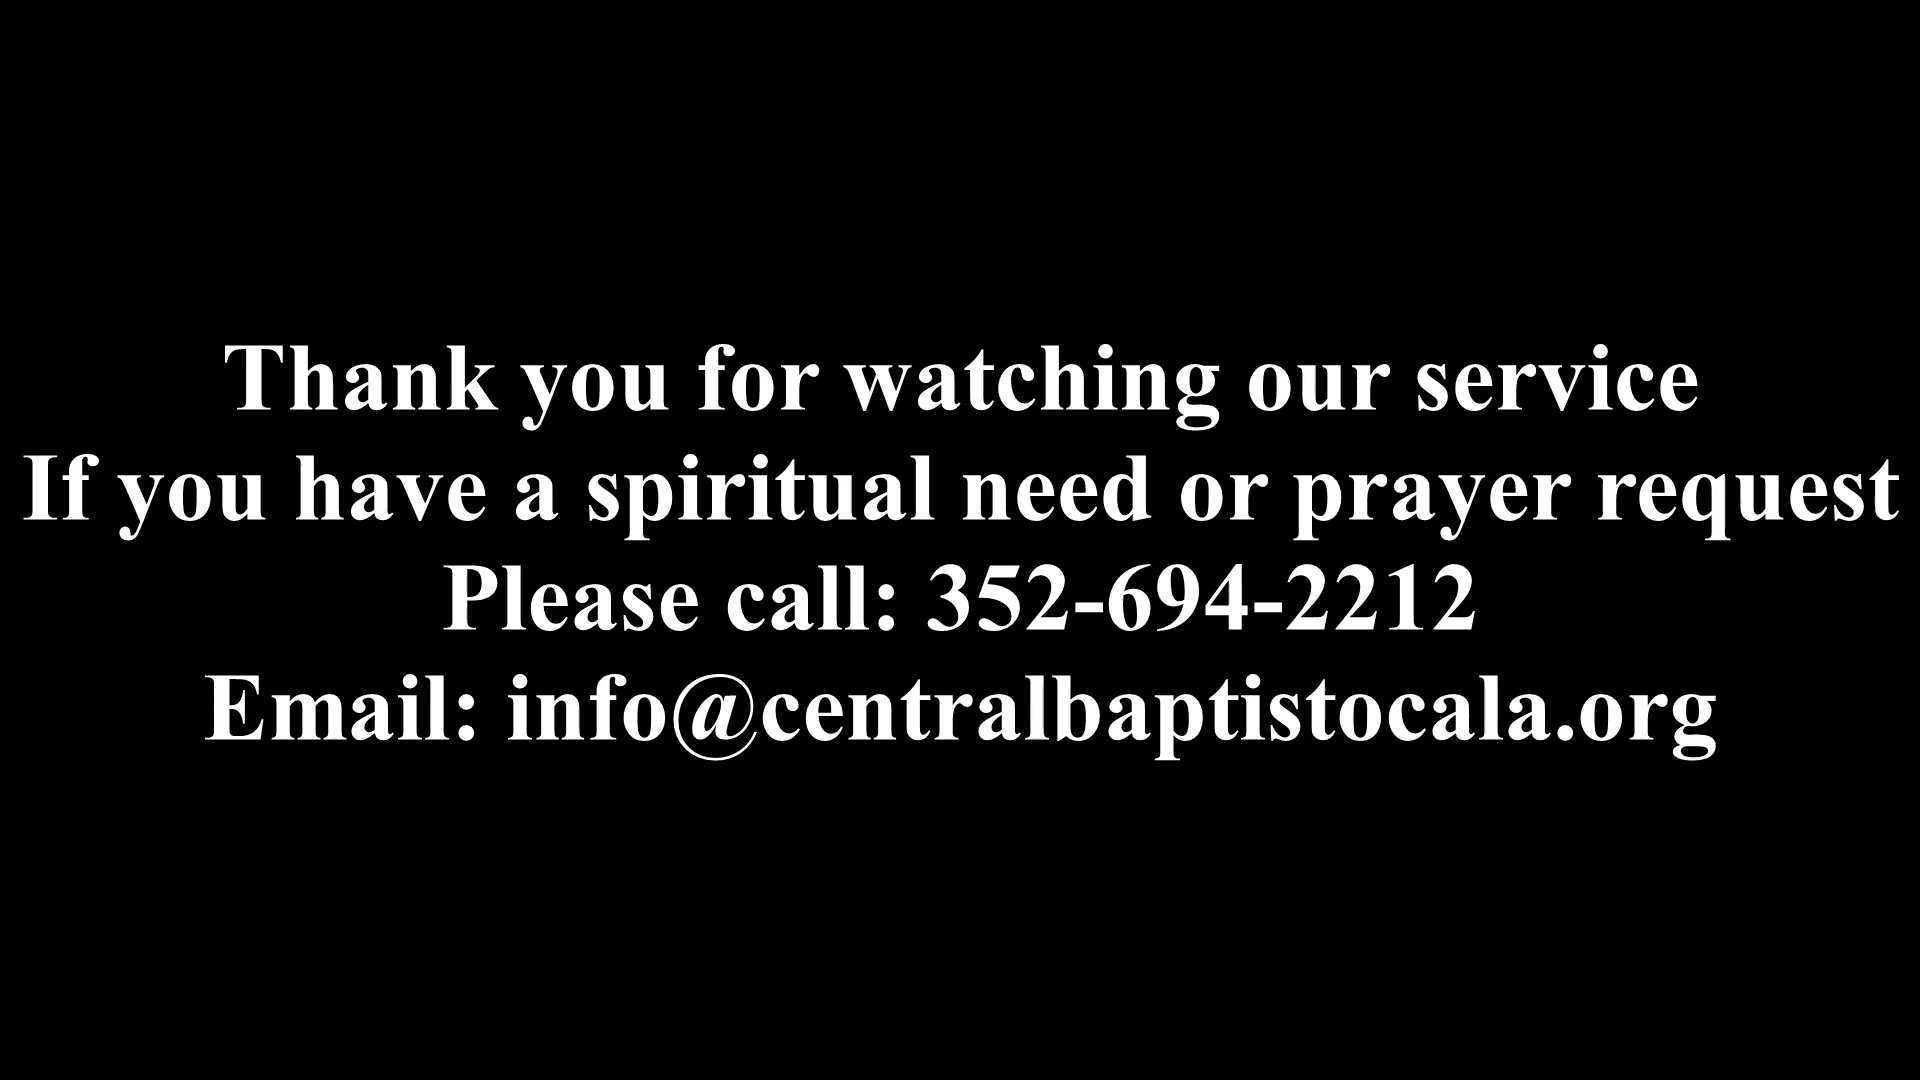 Thank you for watching our service
If you have a spiritual need or prayer request
Please call: 352-694-2212
Email: info@centralbaptistocala.org